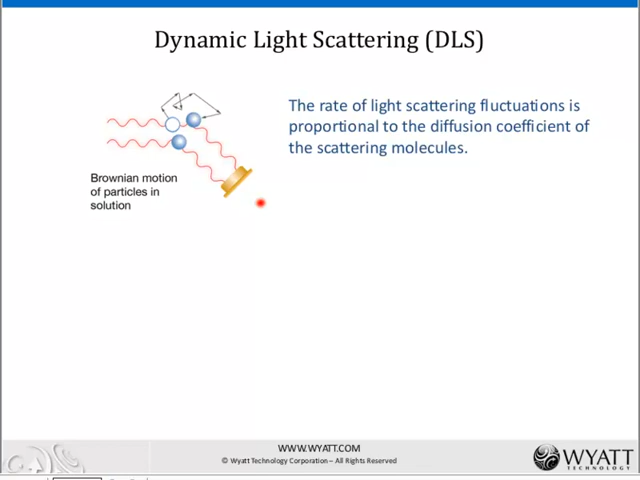 Dynamic Light Scattering (DLS)
The rate of light scattering fluctuations is
proportional to the diffusion coefficient of
the scattering molecules.
Brownian motion
of particles in
solution
WWW.WYATT.COM
© Wyatt Technology Corporation – All Rights Reserved
WYATT
TECHNOLOGY